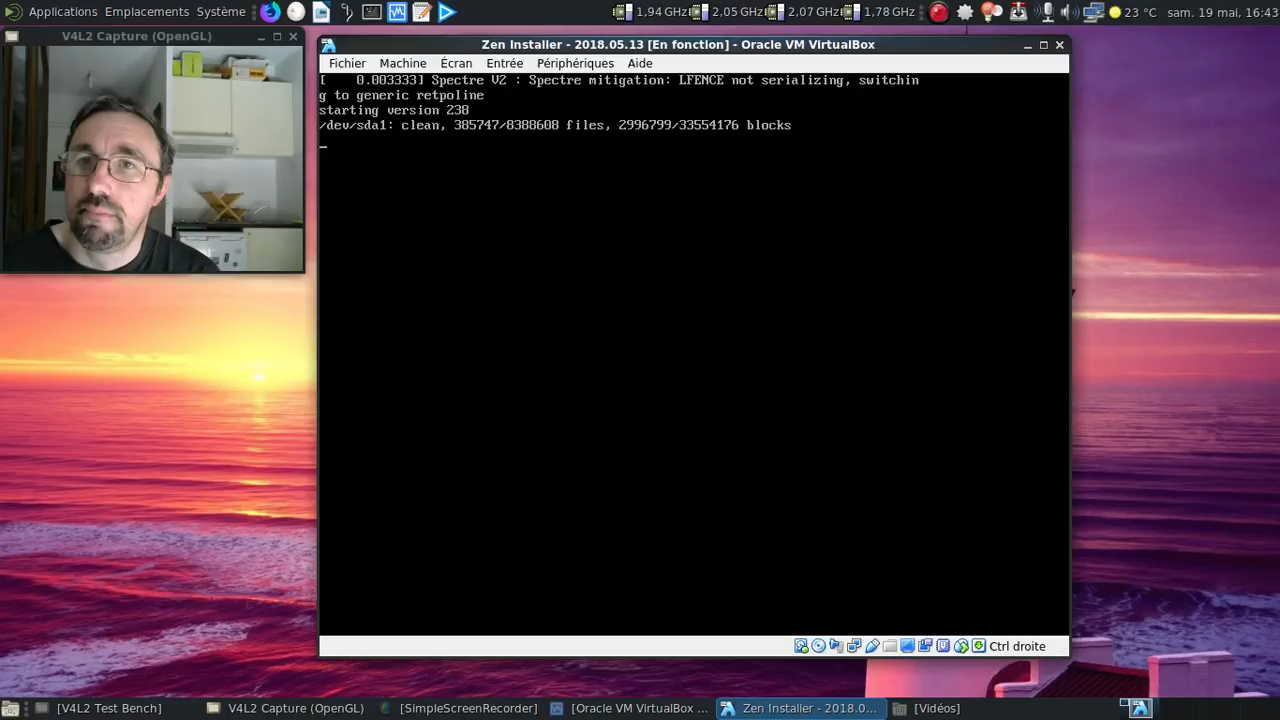 Applications Emplacements Système
1,94 GHz 2,05 GHz 2,07 GHz 1,78 GHz
23 °C sam. 19 mai, 16:43
V4L2 Capture (OpenGL)
Zen Installer - 2018.05.13 [En fonction] - Oracle VM VirtualBox
Fichier Machine Écran Entrée Périphériques Aide
[    0.003333] Spectre V2 : Spectre mitigation: LFENCE not serializing, switchin
g to generic retpoline
starting version 238
/dev/sda1: clean, 385747/8388608 files, 2996799/33554176 blocks
Ctrl droite
[V4L2 Test Bench] V4L2 Capture (OpenGL) [SimpleScreenRecorder] [Oracle VM VirtualBox ... Zen Installer - 2018.0... [Vidéos]